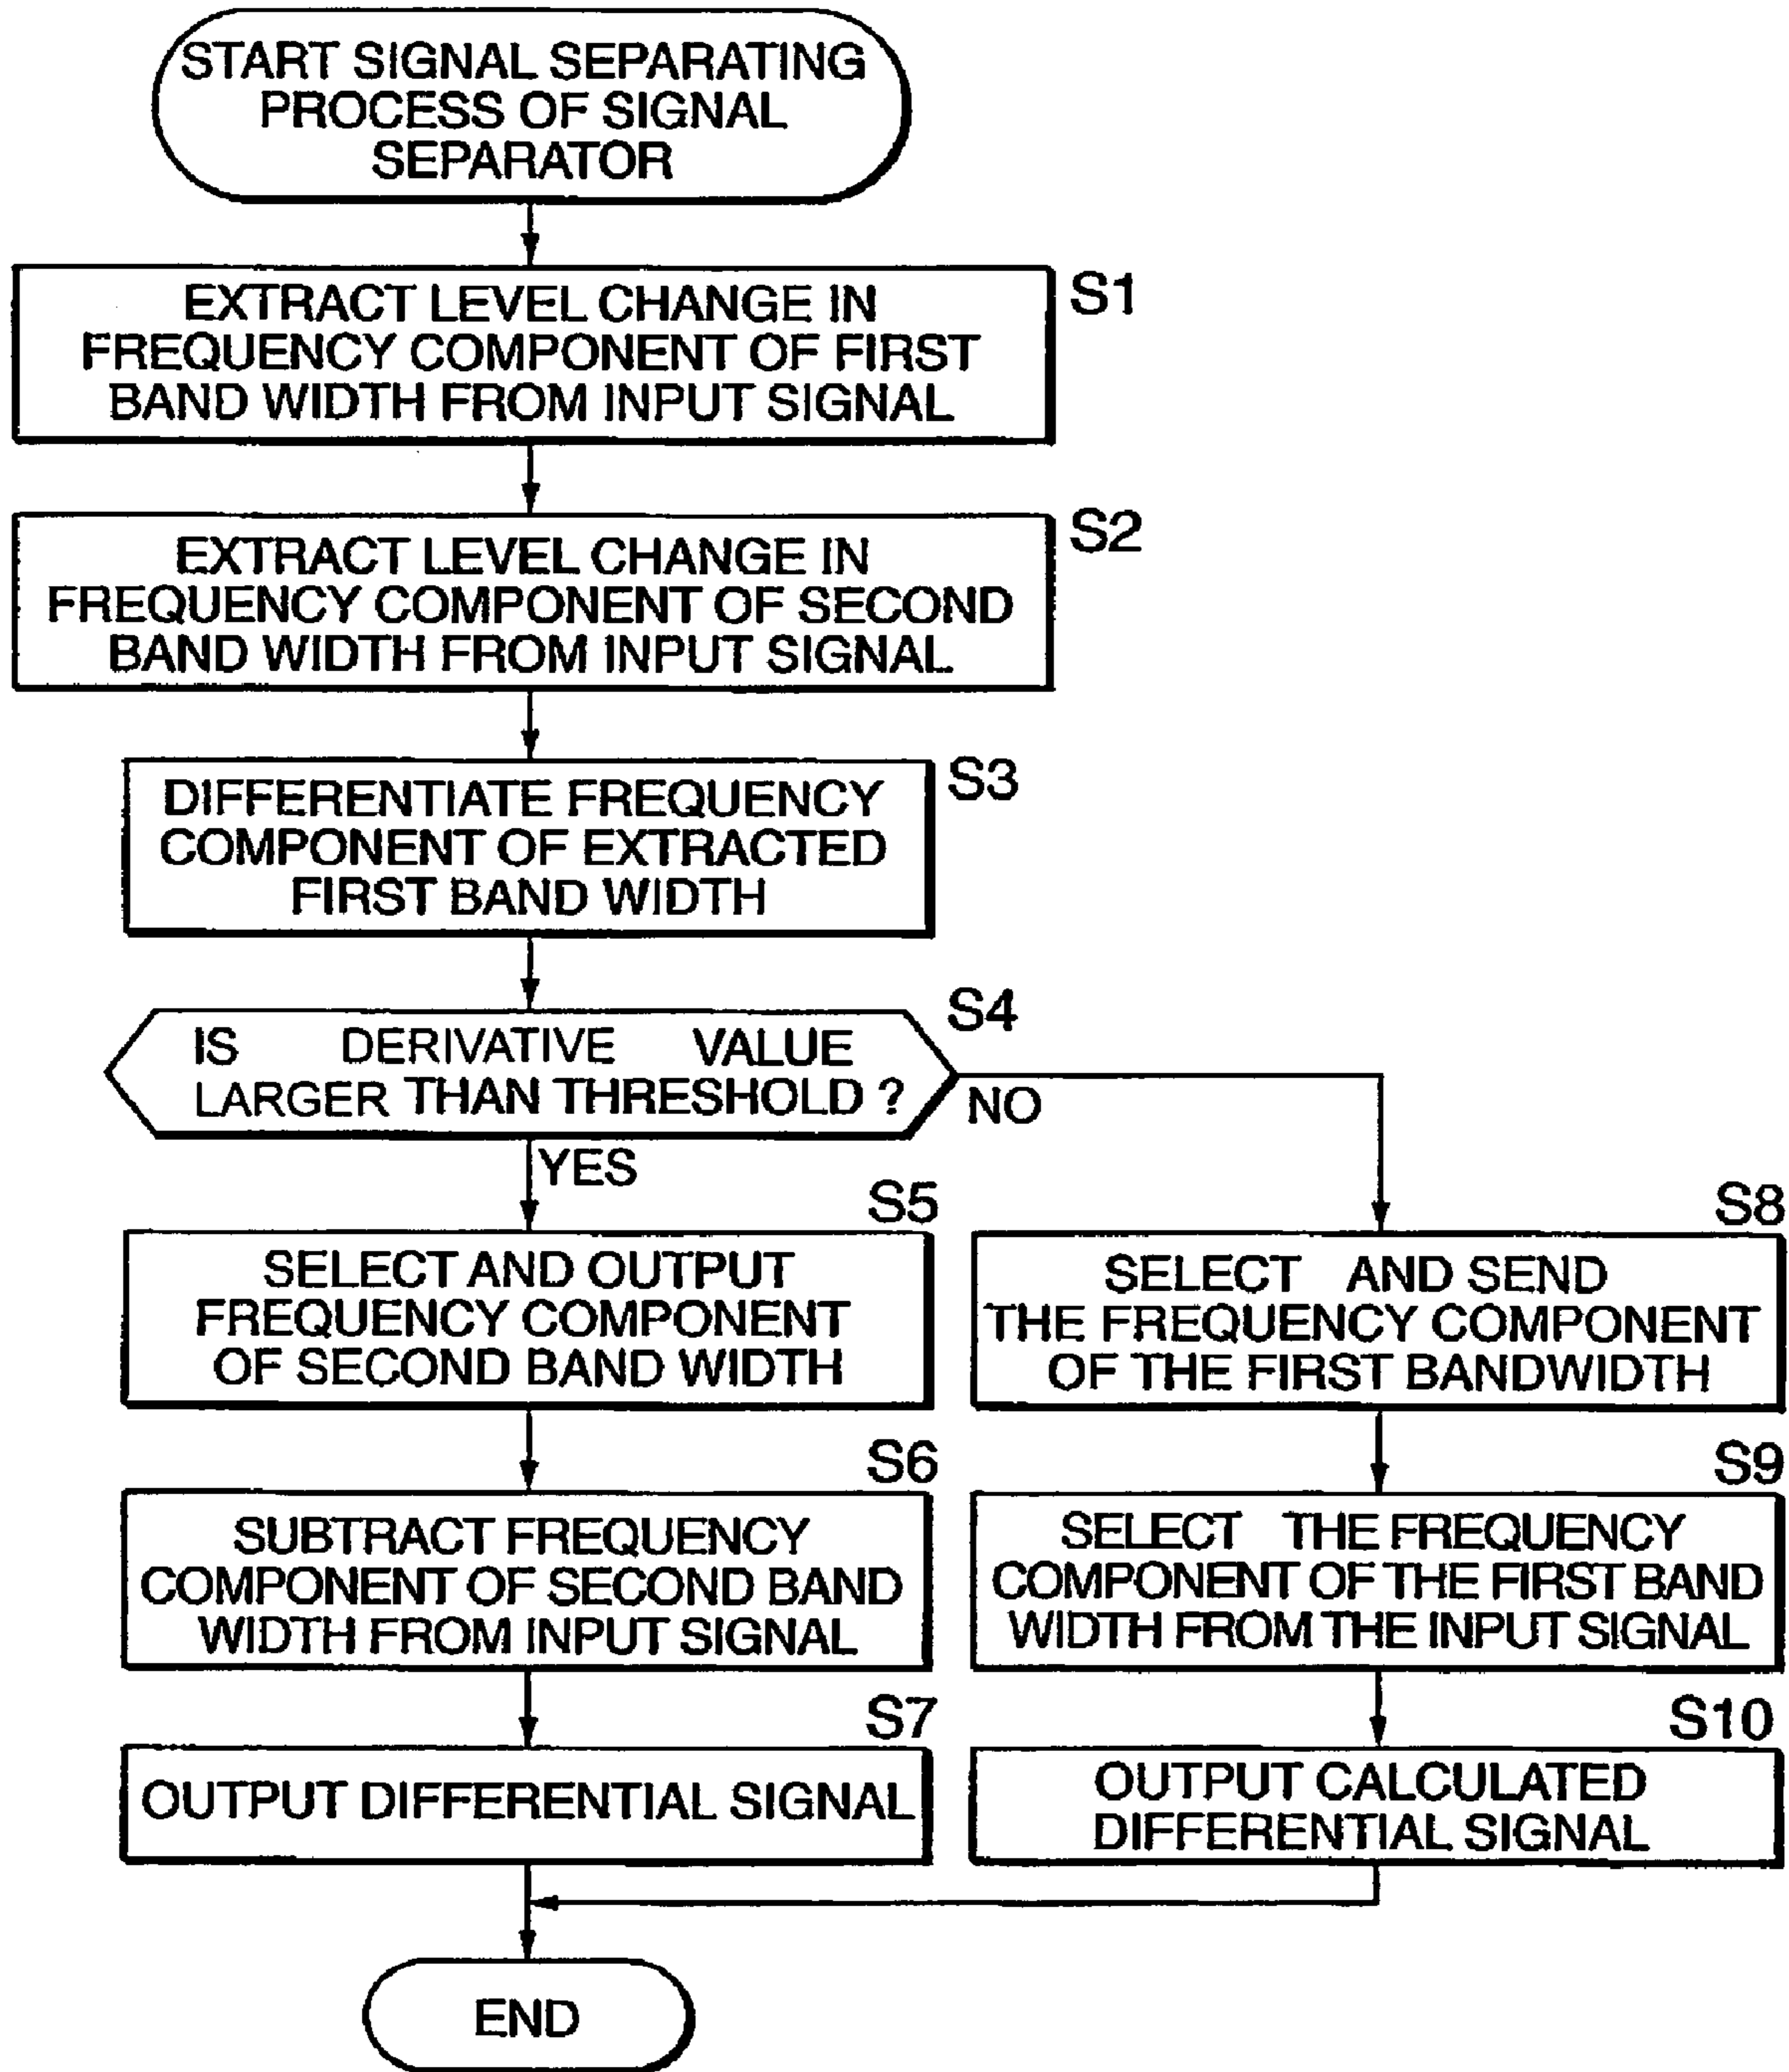 START SIGNAL SEPARATING
PROCESS OF SIGNAL
SEPARATOR
EXTRACT LEVEL CHANGE IN
FREQUENCY COMPONENT OF FIRST
BAND WIDTH FROM INPUT SIGNAL
S1
EXTRACT LEVEL CHANGE IN
FREQUENCY COMPONENT OF SECOND
BAND WIDTH FROM INPUT SIGNAL
S2
DIFFERENTIATE FREQUENCY
COMPONENT OF EXTRACTED
FIRST BAND WIDTH
S3
IS DERIVATIVE VALUE
LARGER THAN THRESHOLD ?
S4
NO
YES
S5
SELECT AND OUTPUT
FREQUENCY COMPONENT
OF SECOND BAND WIDTH
S8
SELECT AND SEND
THE FREQUENCY COMPONENT
OF THE FIRST BANDWIDTH
S6
SUBTRACT FREQUENCY
COMPONENT OF SECOND BAND
WIDTH FROM INPUT SIGNAL
S9
SELECT THE FREQUENCY
COMPONENT OF THE FIRST BAND
WIDTH FROM THE INPUT SIGNAL
S7
OUTPUT DIFFERENTIAL SIGNAL
S10
OUTPUT CALCULATED
DIFFERENTIAL SIGNAL
END